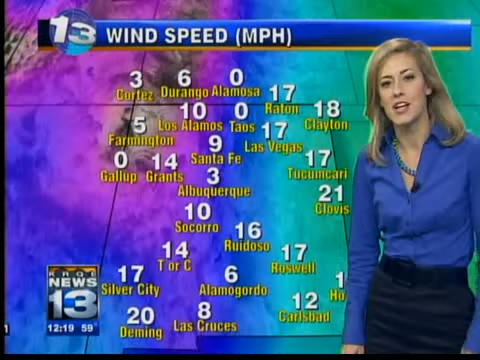 13 WIND SPEED (MPH)
3 6 0
Cortez Durango Alamosa 17
Raton
10 0 18
Los Alamos Taos Clayton
5 17
Farmington Las Vegas
9
Santa Fe
0 14 17
Gallup Grants Tucumcari
3
Albuquerque
21
Clovis
10
Socorro
16
Ruidoso
14 17
T or C Roswell
17 6 1
Silver City Alamogordo Ho
20 8 12
Deming Las Cruces Carlsbad
KRQE
NEWS
13
12:19 59°